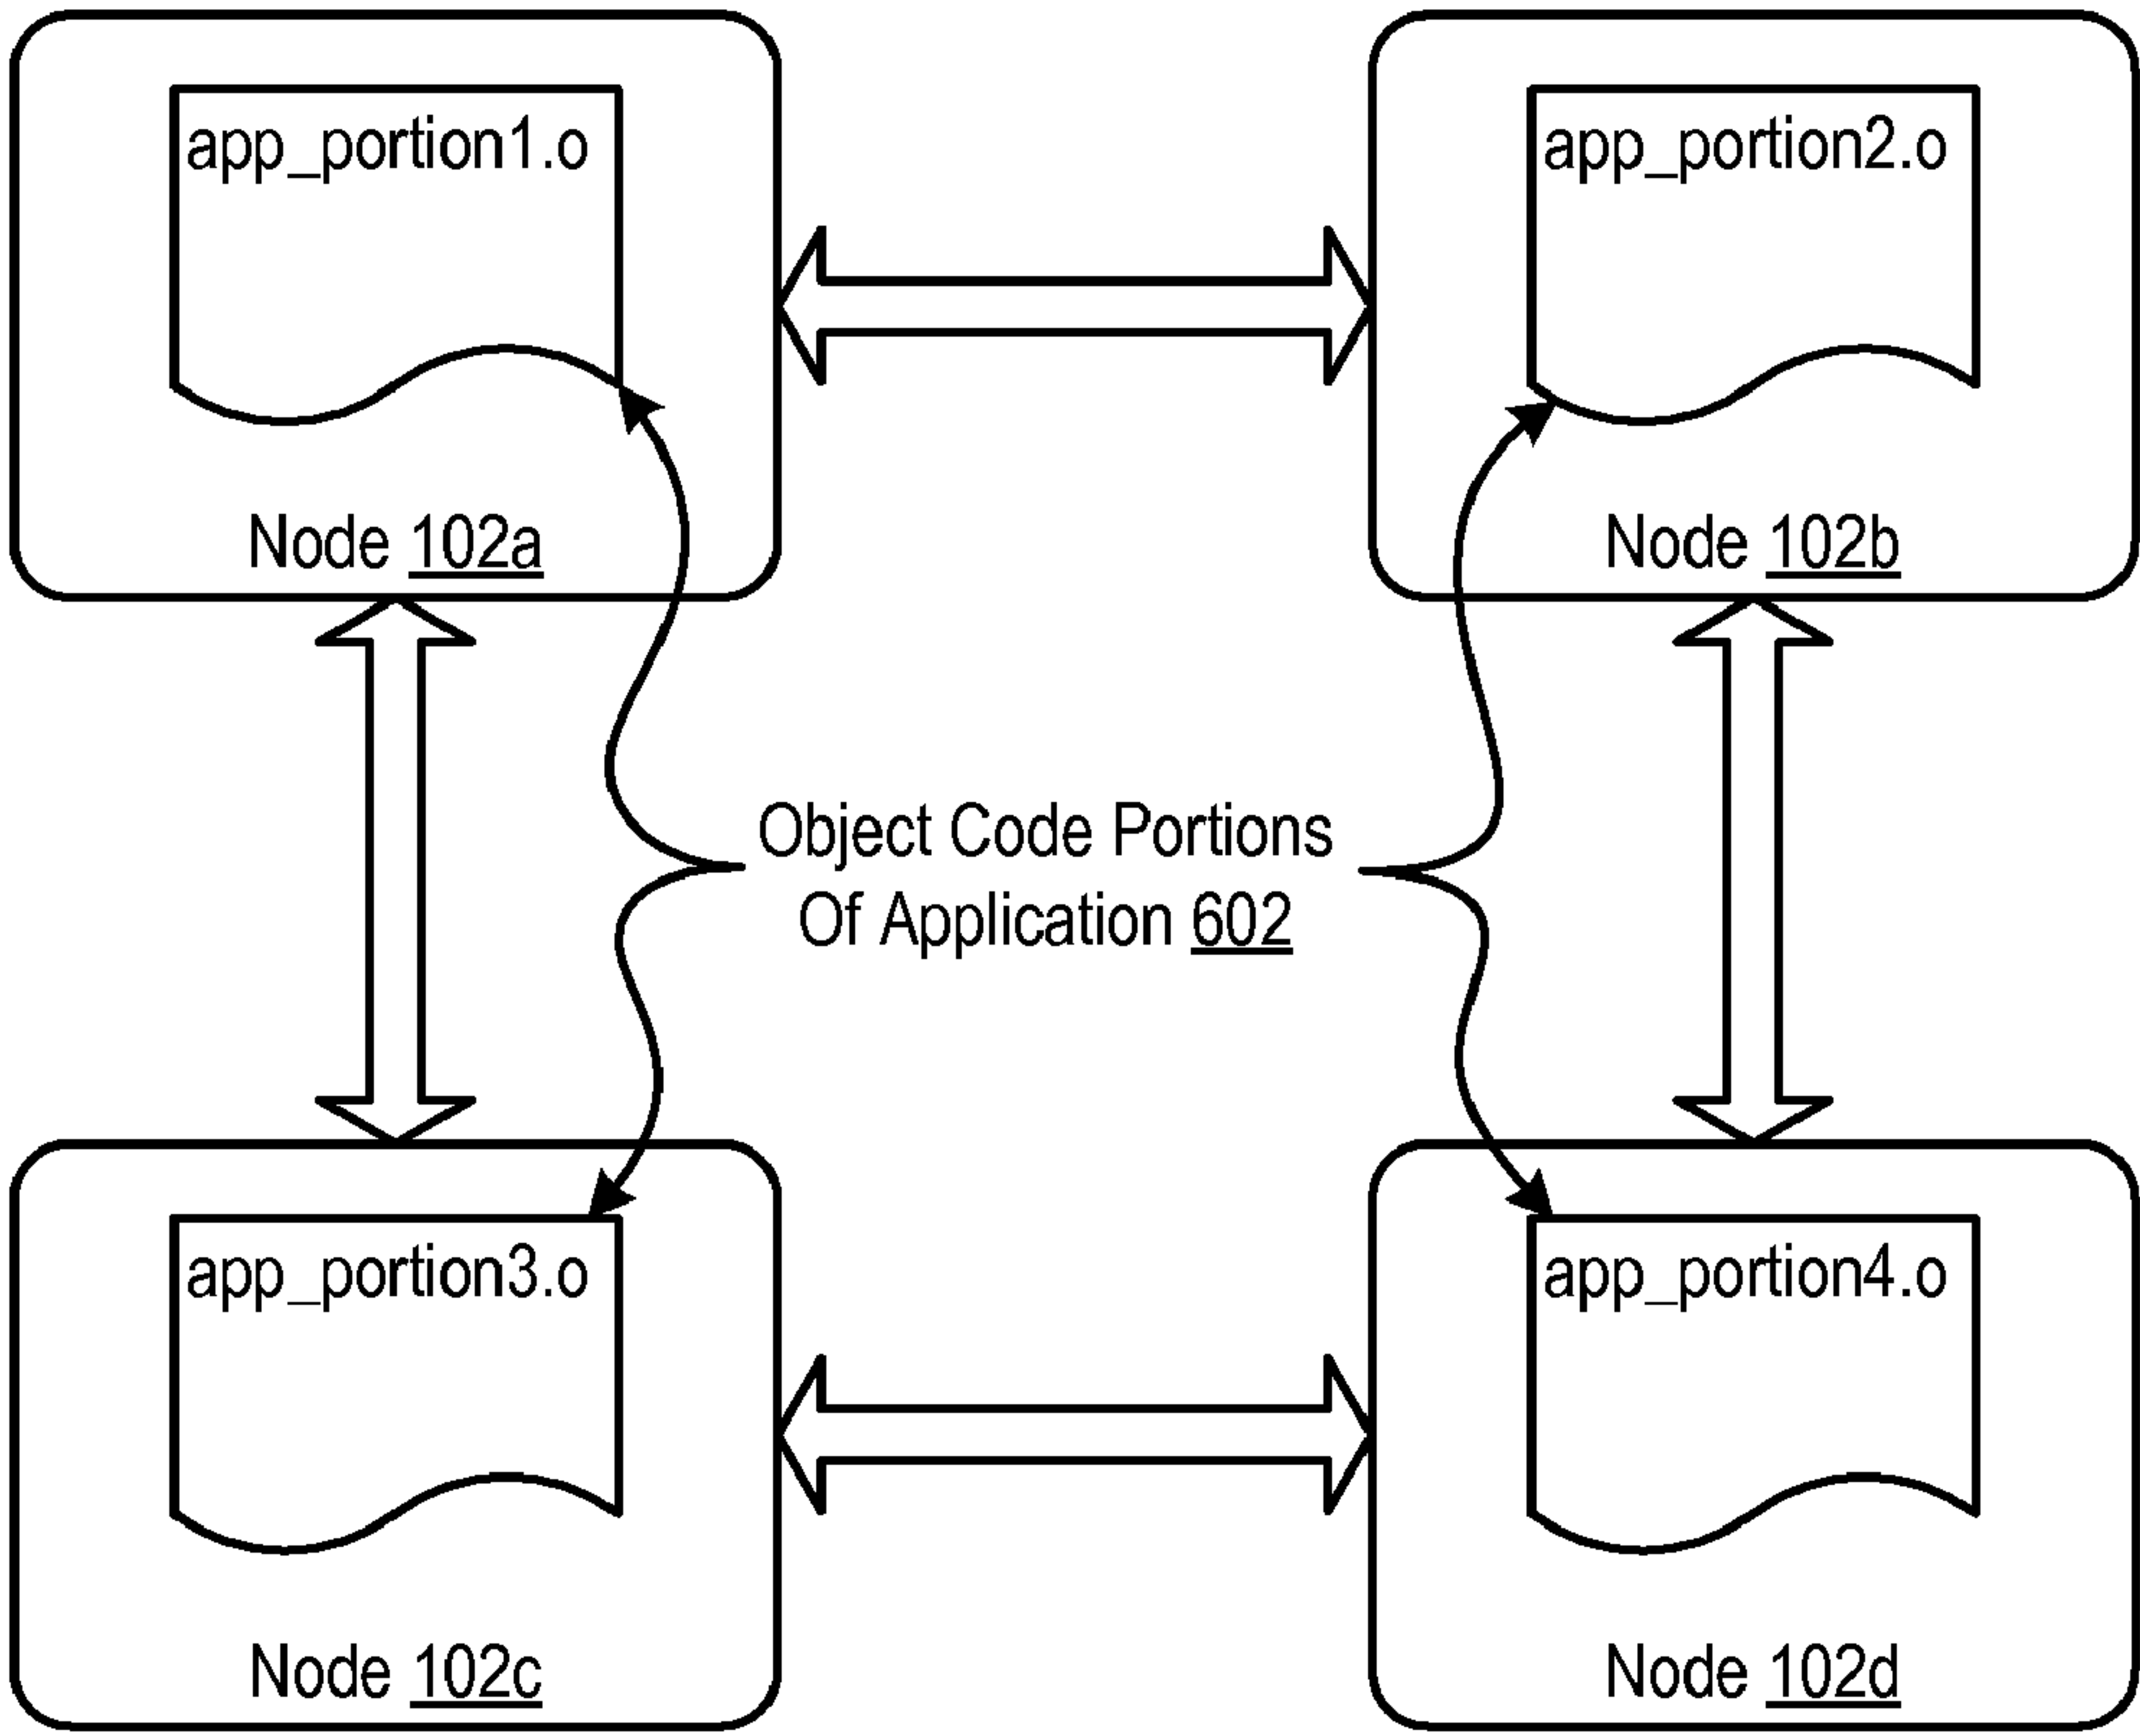 app_portion1.o
app_portion2.o
Node 102a
Node 102b
Object Code Portions
Of Application 602
app_portion3.o
app_portion4.o
Node 102c
Node 102d